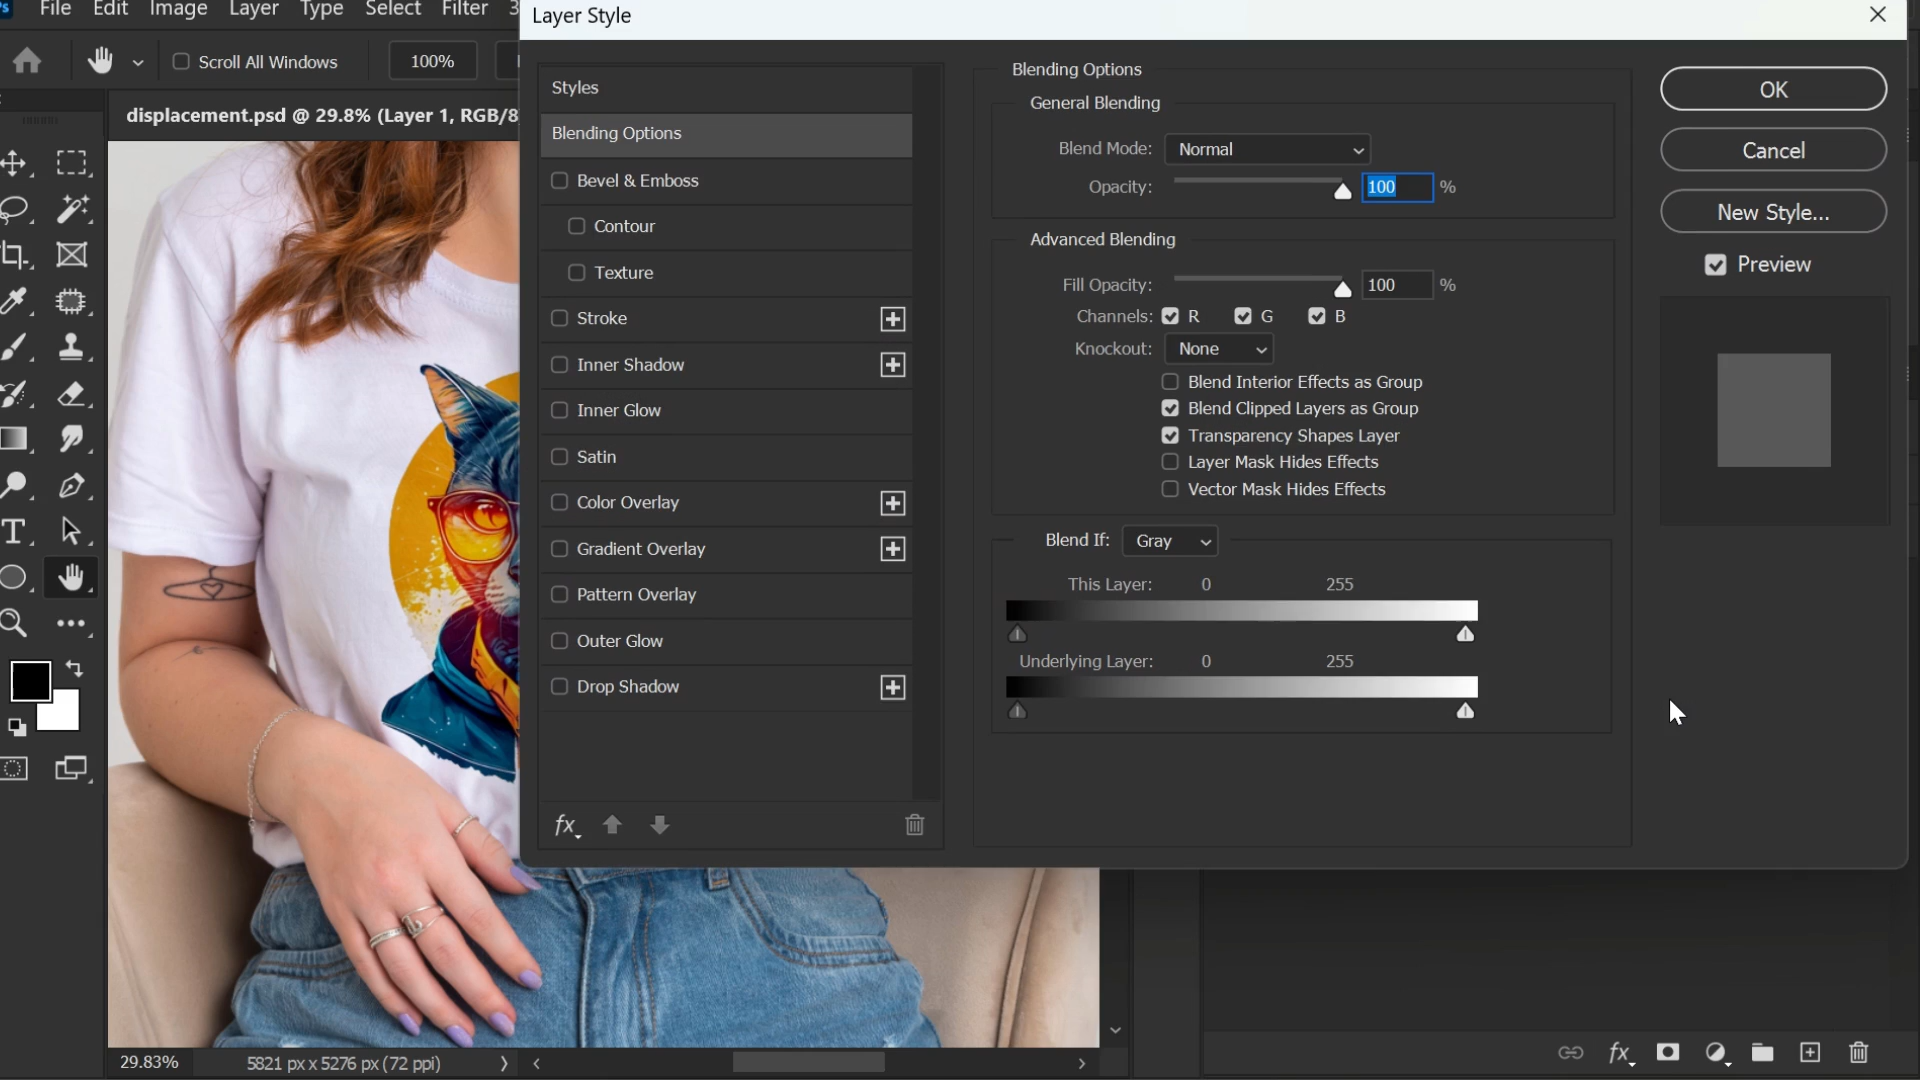 File Edit Image Layer Type Select Filter
Layer Style
Scroll All Windows
100%
displacement.psd @ 29.8% (Layer 1, RGB/8
Styles
Blending Options
Bevel & Emboss
Contour
Texture
Stroke
Inner Shadow
Inner Glow
Satin
Color Overlay
Gradient Overlay
Pattern Overlay
Outer Glow
Drop Shadow
fx
Blending Options
General Blending
Blend Mode: Normal
Opacity: 100 %
Advanced Blending
Fill Opacity: 100 %
Channels: R G B
Knockout: None
Blend Interior Effects as Group
Blend Clipped Layers as Group
Transparency Shapes Layer
Layer Mask Hides Effects
Vector Mask Hides Effects
Blend If: Gray
This Layer: 0 255
Underlying Layer: 0 255
OK
Cancel
New Style...
Preview
T
29.83% 5821 px x 5276 px (72 ppi)
fx